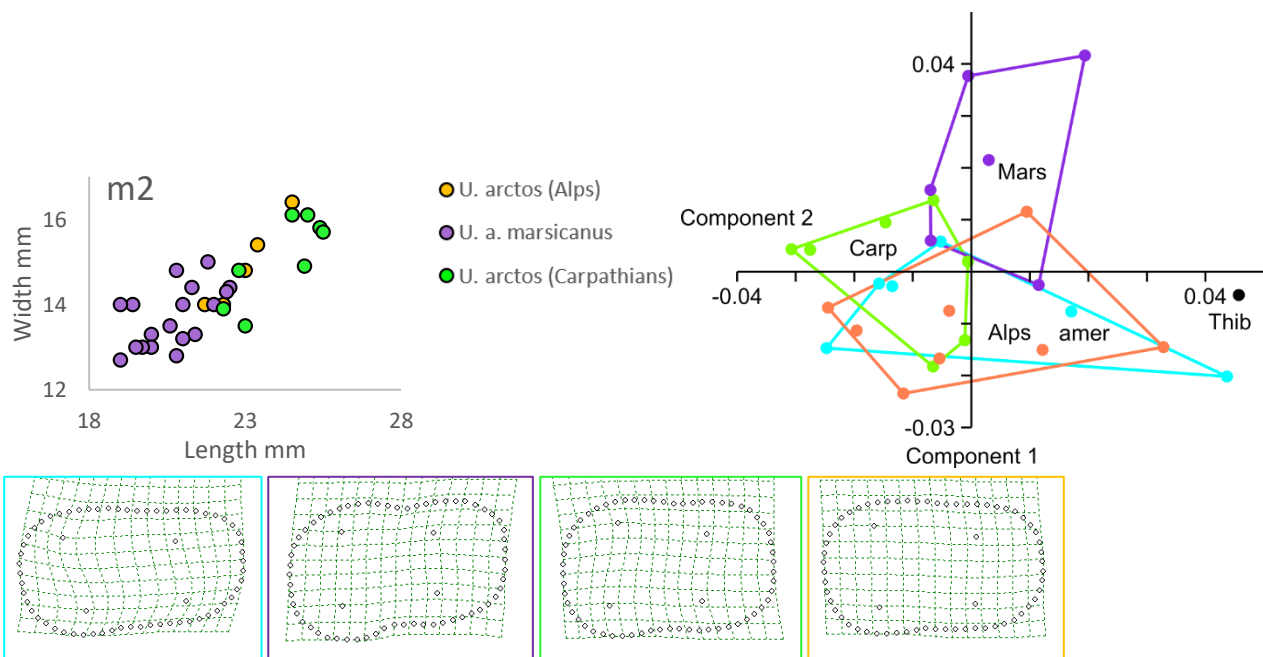 m2
16
14
12
Width mm
18
23
28
Length mm
U. arctos (Alps)
U. a. marsicanus
U. arctos (Carpathians)
0.04
Mars
Component 2
Carp
-0.04
0.04
Thib
Alps
amer
-0.03
Component 1